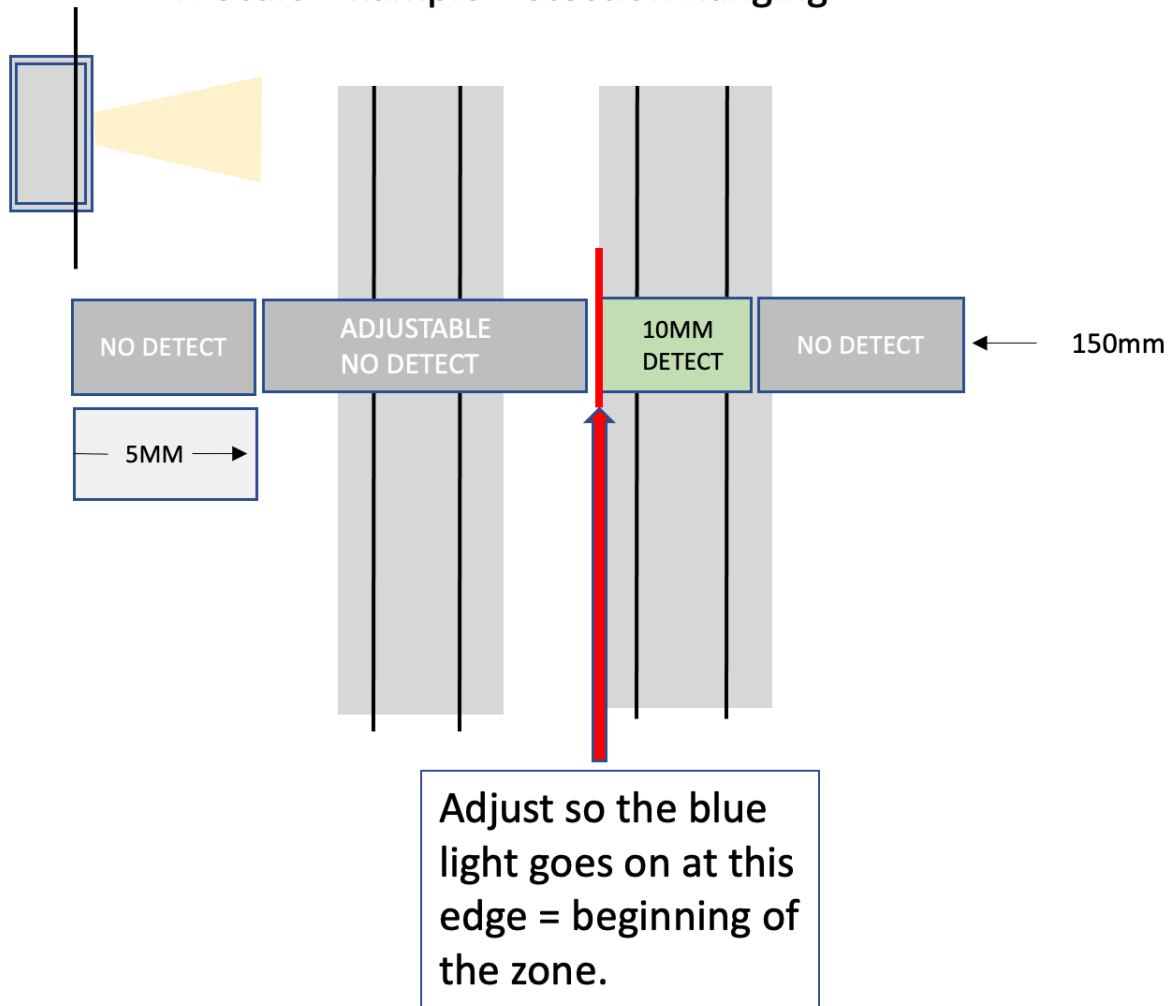 NO DETECT
ADJUSTABLE
NO DETECT
10MM
DETECT
NO DETECT
150mm
5MM
Adjust so the blue
light goes on at this
edge = beginning of
the zone.